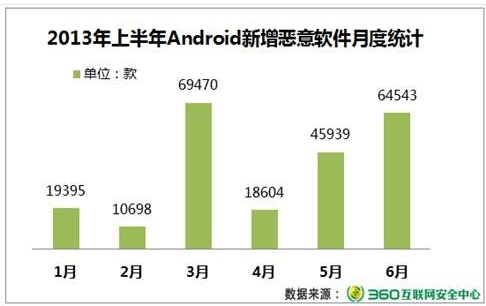 2013年上半年Android新增恶意软件月度统计
单位：款
69470
64543
45939
19395
18604
10698
1月 2月 3月 4月 5月 6月
数据来源： 360互联网安全中心